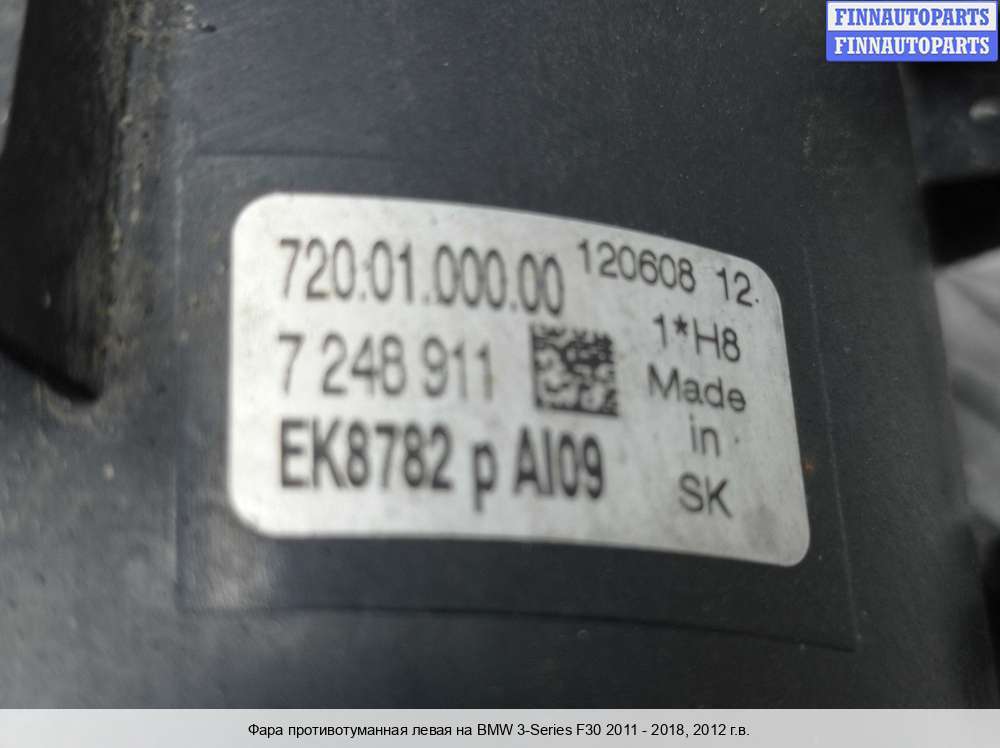 FINNAUTOPARTS
FINNAUTOPARTS
720.01.000.00 120608 12.
7 248 911 1*H8
EK8782 p AI09 Made
in
SK
Фара противотуманная левая на BMW 3-Series F30 2011 - 2018, 2012 г.в.